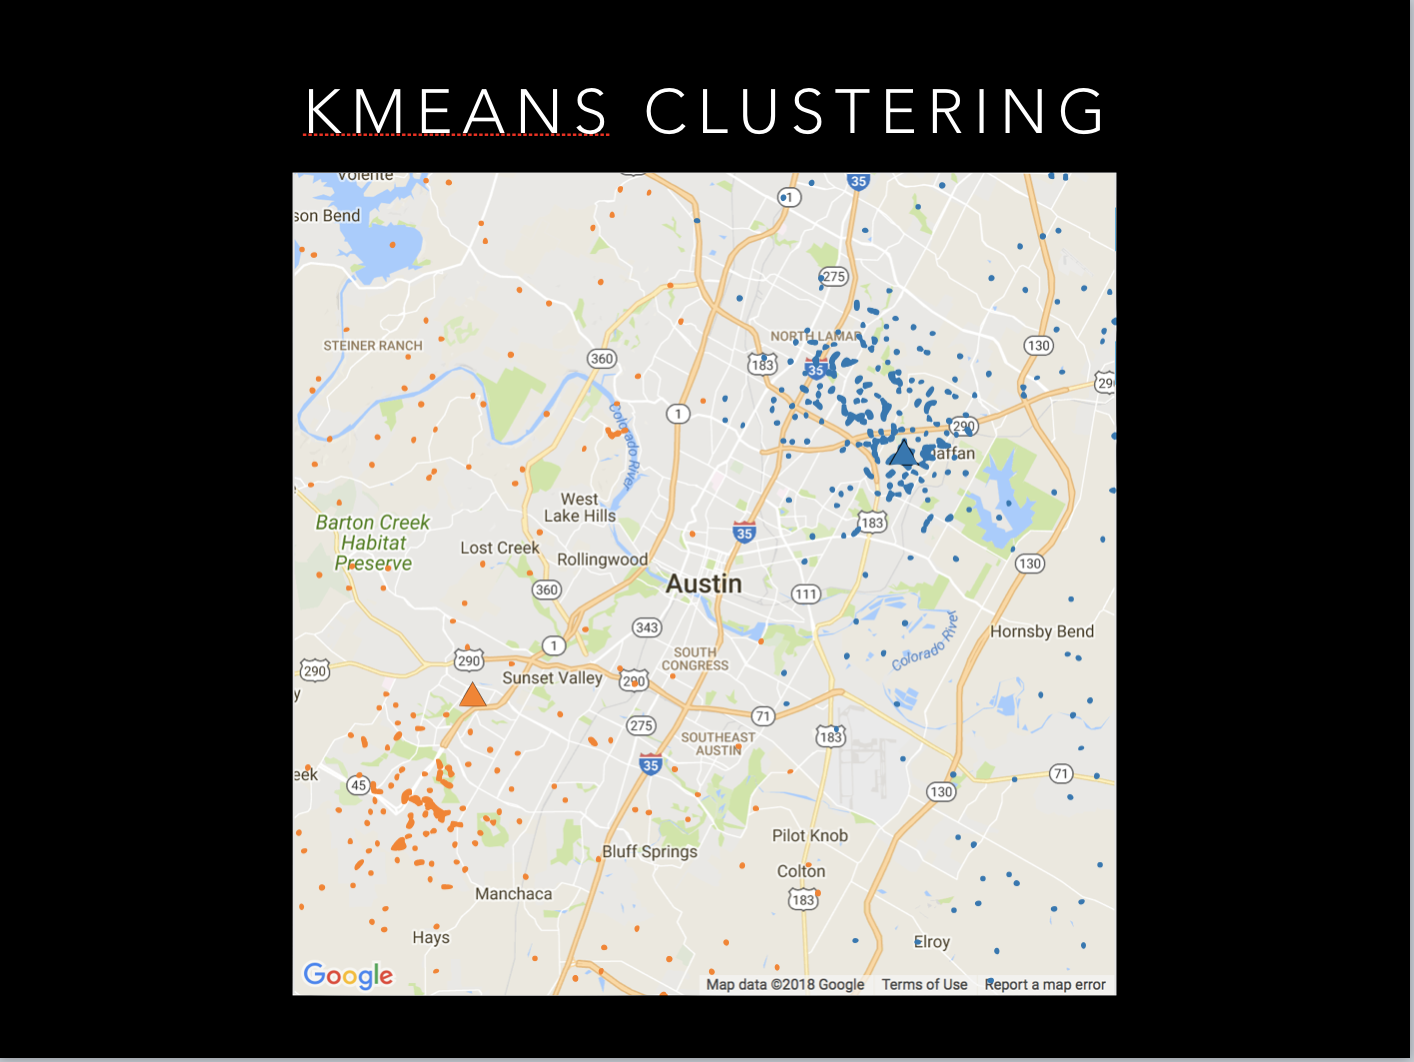 KMEANS CLUSTERING
Volente
son Bend
1
35
275
STEINER RANCH
NORTH LAMAR
130
360
183
35
290
1
Colorado River
290
affan
West
Lake Hills
Barton Creek
Habitat
Preserve
183
35
Lost Creek
Rollingwood
130
Austin
360
111
343
Hornsby Bend
1
Colorado River
290
290
SOUTH
CONGRESS
Sunset Valley
290
y
71
275
183
SOUTHEAST
AUSTIN
35
eek
45
71
130
Pilot Knob
Bluff Springs
Colton
Manchaca
183
Hays
Elroy
Google
Map data ©2018 Google Terms of Use Report a map error